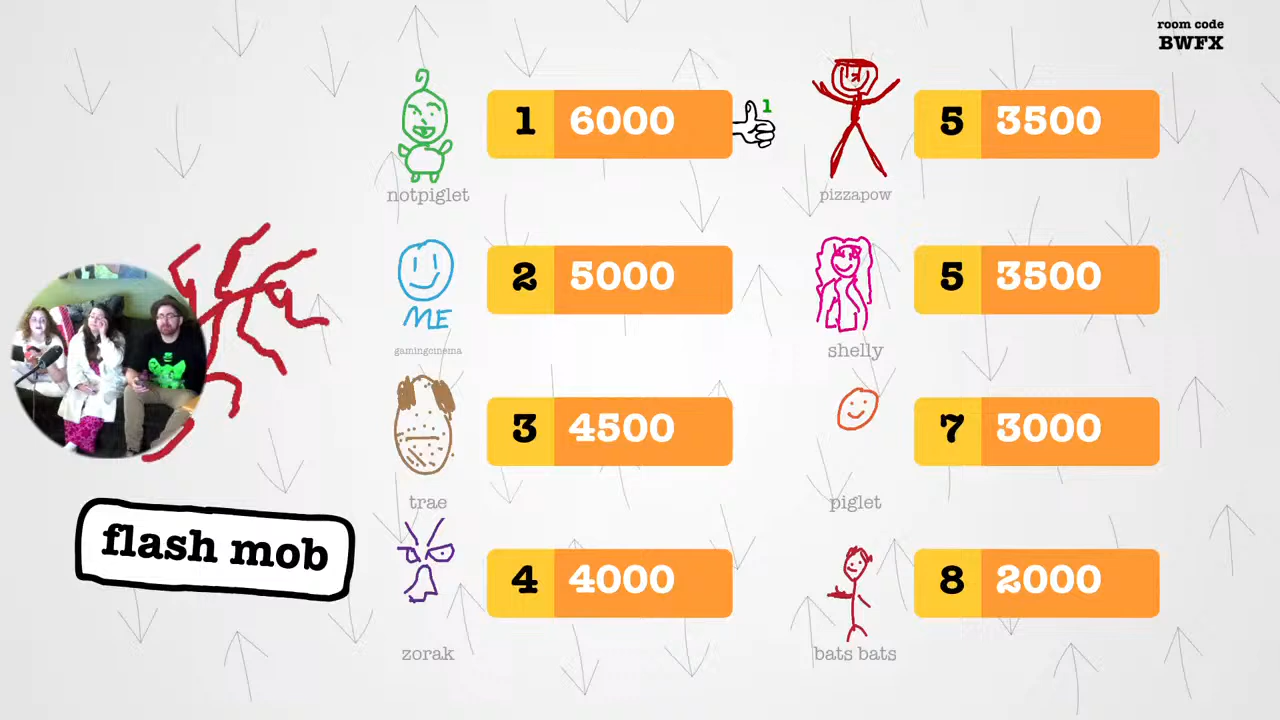 room code
BWFX
1
1 6000
5 3500
notpiglet
pizzapow
2 5000
5 3500
ME
gamingcinema
shelly
3 4500
7 3000
trae
piglet
flash mob
4 4000
8 2000
zorak
bats bats